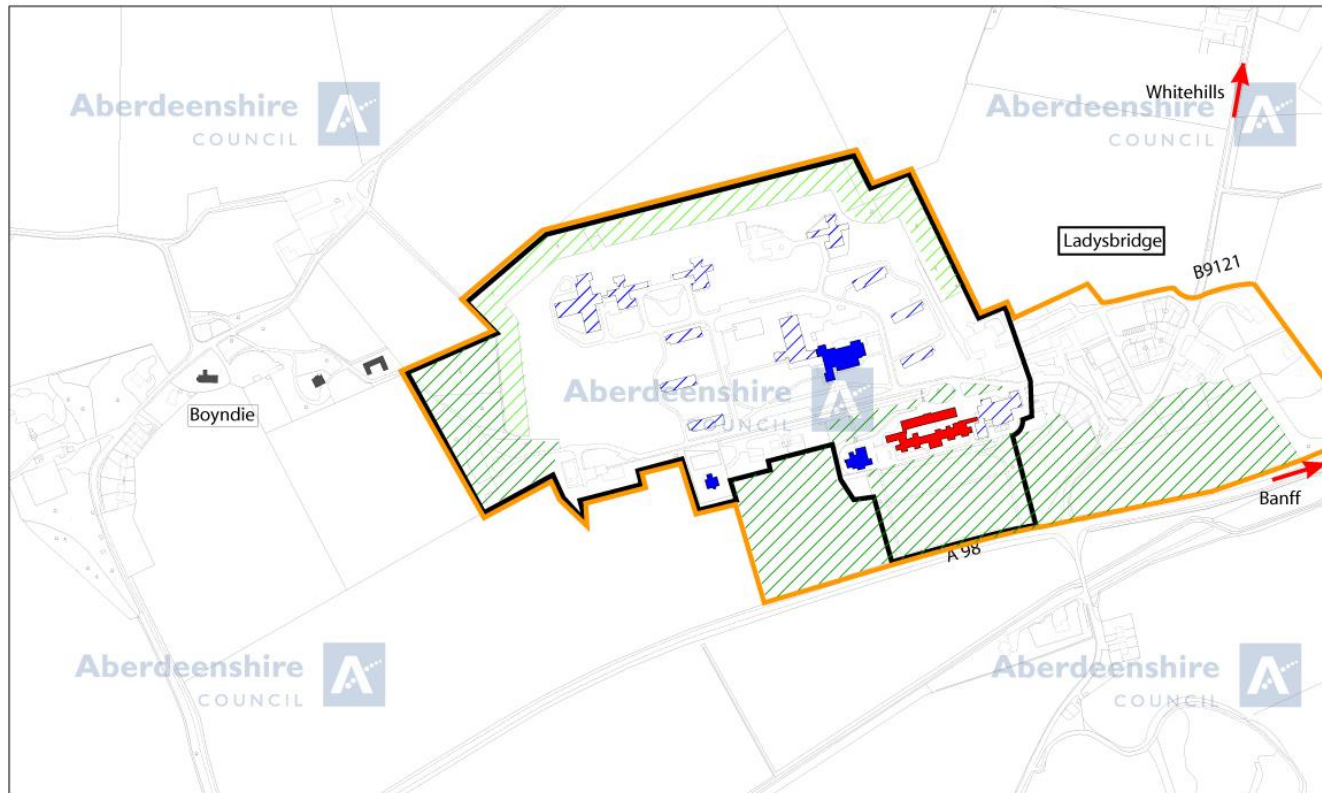 Whitehills
Aberdeenshire
COUNCIL
Aberdeenshire
COUNCIL
Ladysbridge
B9121
Aberdeenshire
COUNCIL
Boyndie
Banff
A 98
Aberdeenshire
COUNCIL
Aberdeenshire
COUNCIL